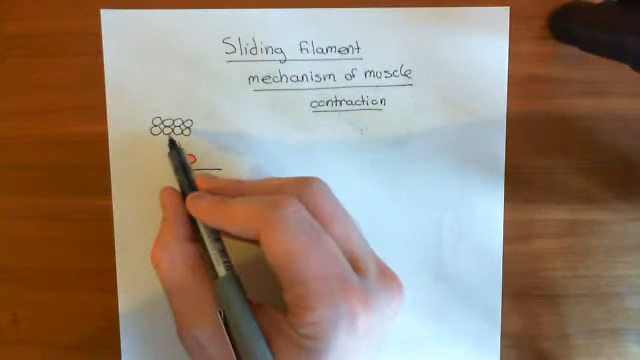 Sliding filament
mechanism of muscle
contraction